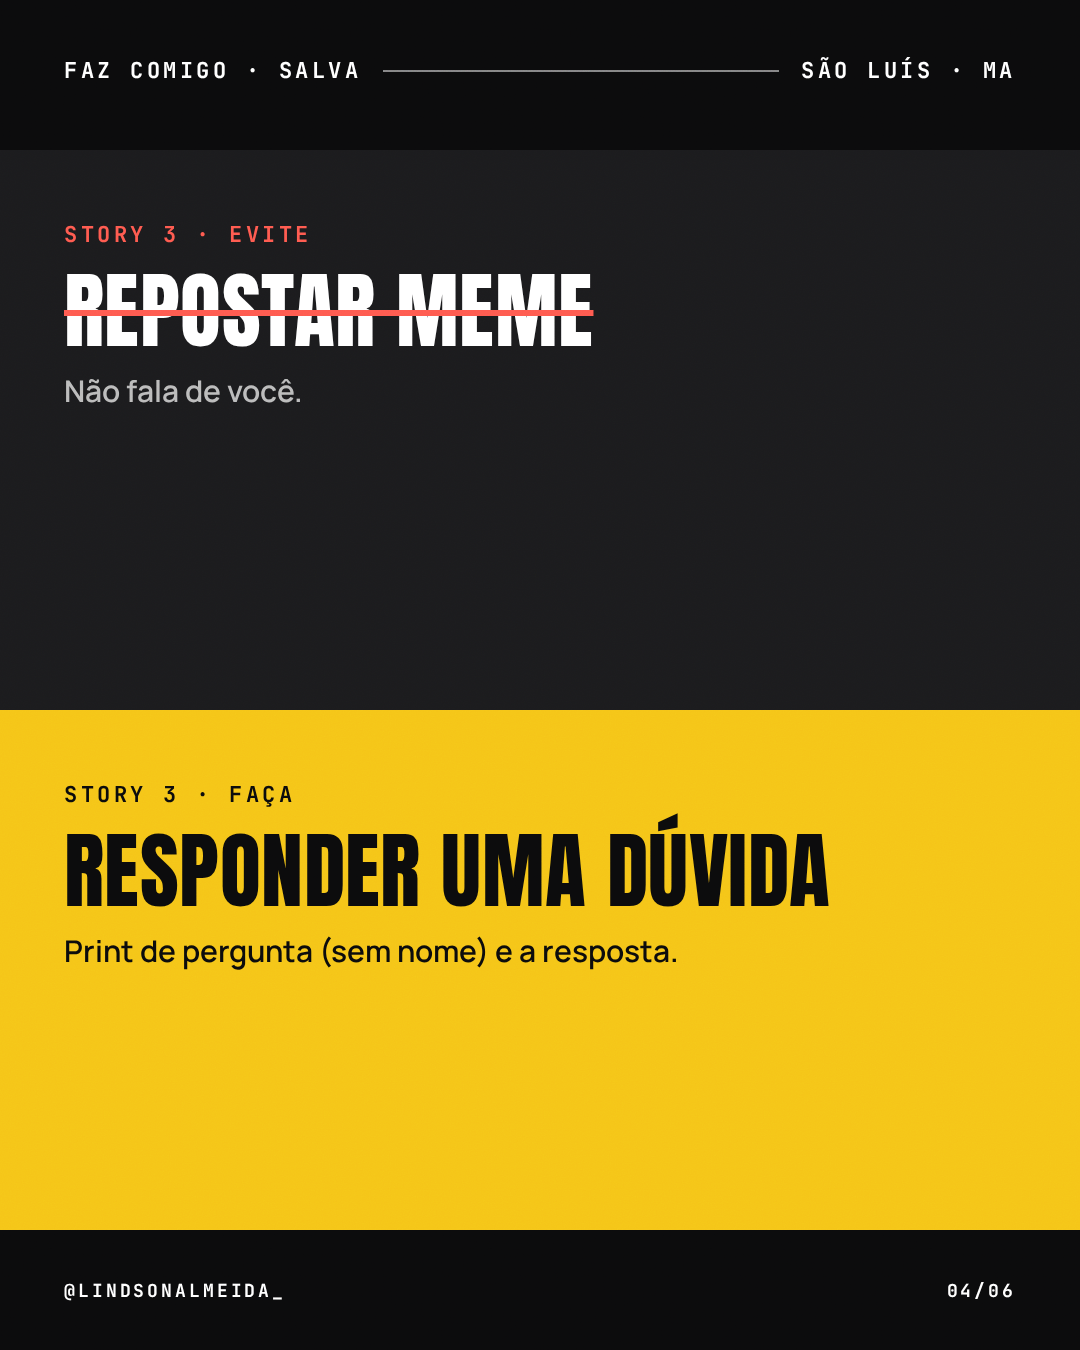 FAZ COMIGO · SALVA
SÃO LUÍS · MA
STORY 3 · EVITE
REPOSTAR MEME
Não fala de você.
STORY 3 · FAÇA
RESPONDER UMA DÚVIDA
Print de pergunta (sem nome) e a resposta.
@LINDSONALMEIDA_
04/06